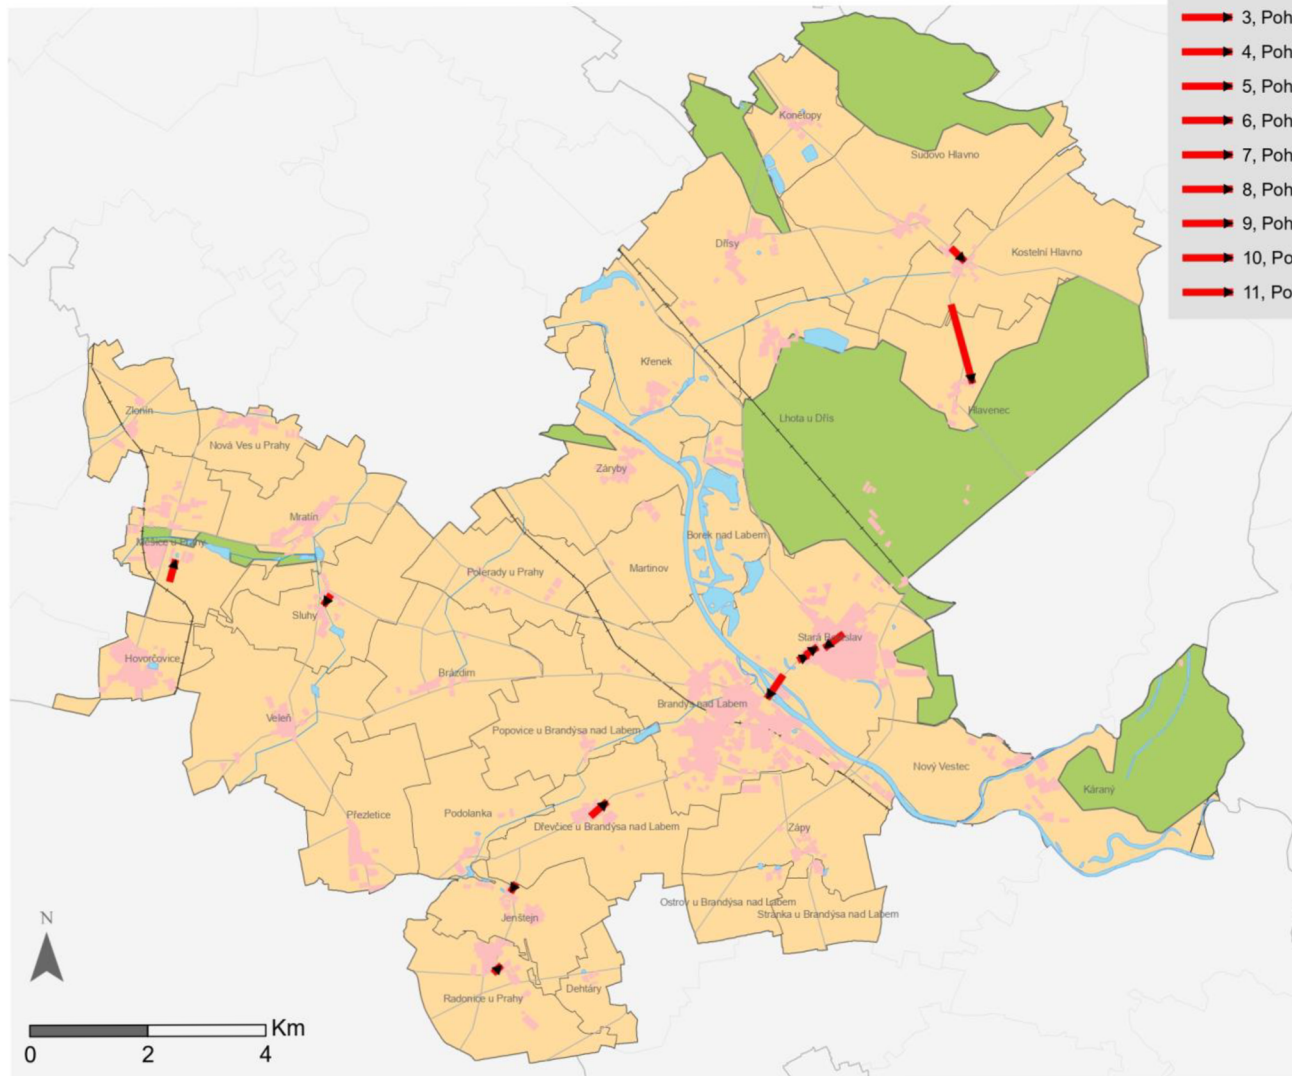 3, Poh
4, Poh
5, Poh
6, Poh
7, Poh
8, Poh
9, Poh
10, Po
11, Po
Konětopy
Sudovo Hlavno
Dřísy
Kostelní Hlavno
Křenek
Hlavenec
Lhota u Dřís
Zlonín
Nová Ves u Prahy
Záryby
Mratín
Měšice u Prahy
Borek nad Labem
Martinov
Polerady u Prahy
Sluhy
Stará Boleslav
Hovorčovice
Brázdim
Brandýs nad Labem
Veleň
Popovice u Brandýsa nad Labem
Nový Vestec
Káraný
Přezletice
Podolanka
Dřevčice u Brandýsa nad Labem
Zápy
Ostrov u Brandýsa nad Labem
Stránka u Brandýsa nad Labem
Jenštejn
N
Dehtáry
Radonice u Prahy
Km
0 2 4